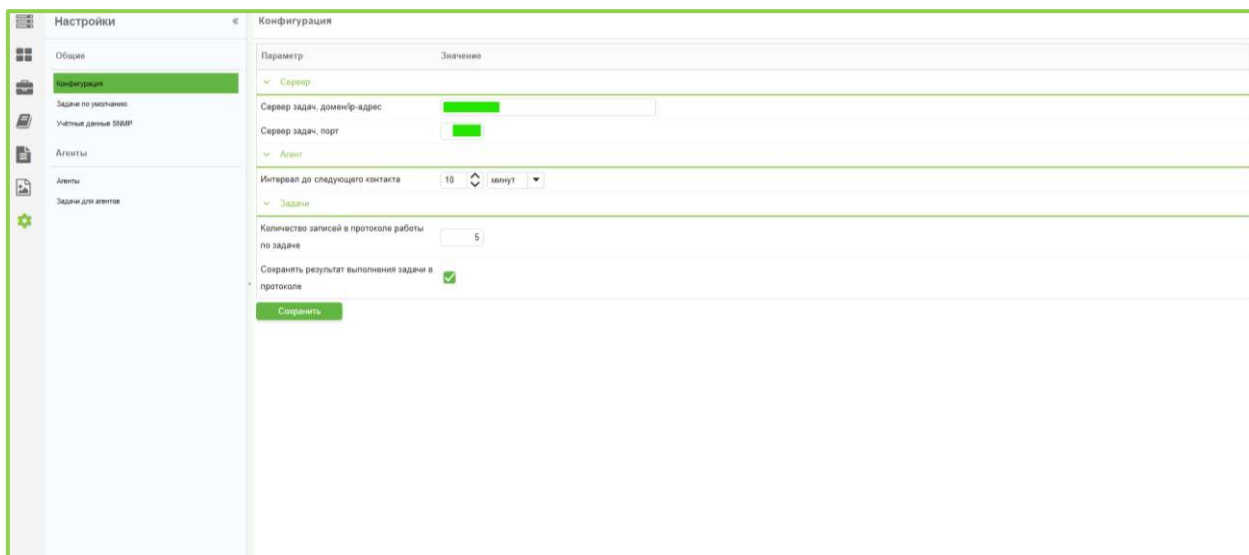 Настройки «
Общие
Конфигурация
Задачи по умолчанию
Учётные данные SNMP
Агенты
Агенты
Задачи для агентов
Конфигурация
Параметр Значение
Сервер
Сервер задач, домен/ip-адрес
Сервер задач, порт
Агент
Интервал до следующего контакта 10 минут
Задачи
Количество записей в протоколе работы
по задаче 5
Сохранять результат выполнения задачи в
протоколе
Сохранить